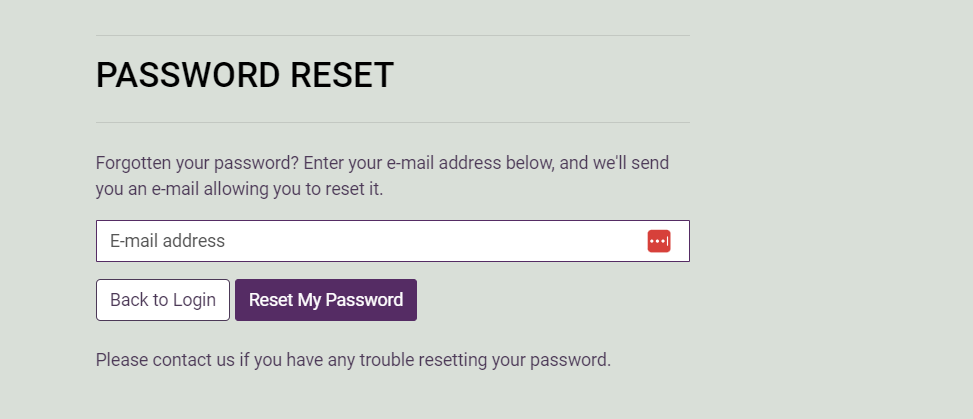 PASSWORD RESET
Forgotten your password? Enter your e-mail address below, and we'll send
you an e-mail allowing you to reset it.
E-mail address
Back to Login
Reset My Password
Please contact us if you have any trouble resetting your password.